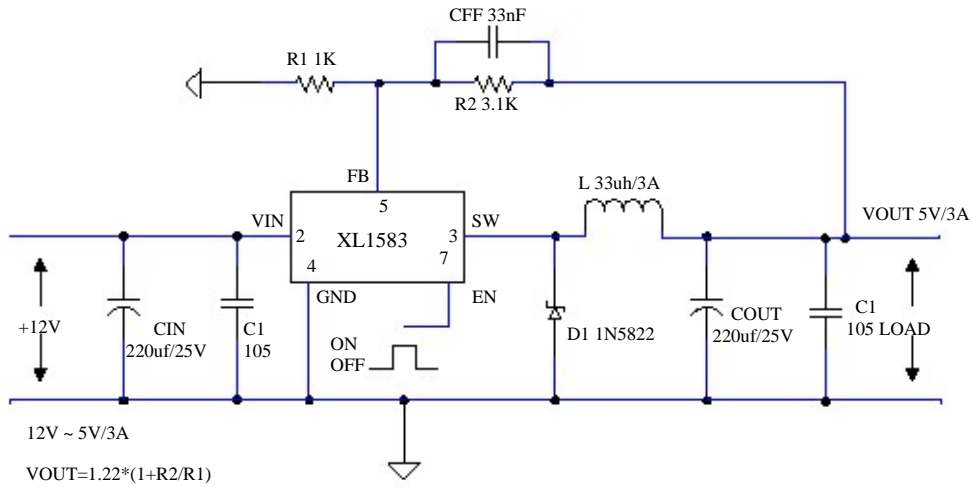 CFF 33nF
R1 1K
R2 3.1K
FB
L 33uh/3A
5
VIN
SW
VOUT 5V/3A
2
XL1583
3
4
7
GND
EN
+12V
CIN
220uf/25V
C1
105
ON
OFF
D1 1N5822
COUT
220uf/25V
C1
105 LOAD
12V ~ 5V/3A
VOUT=1.22*(1+R2/R1)